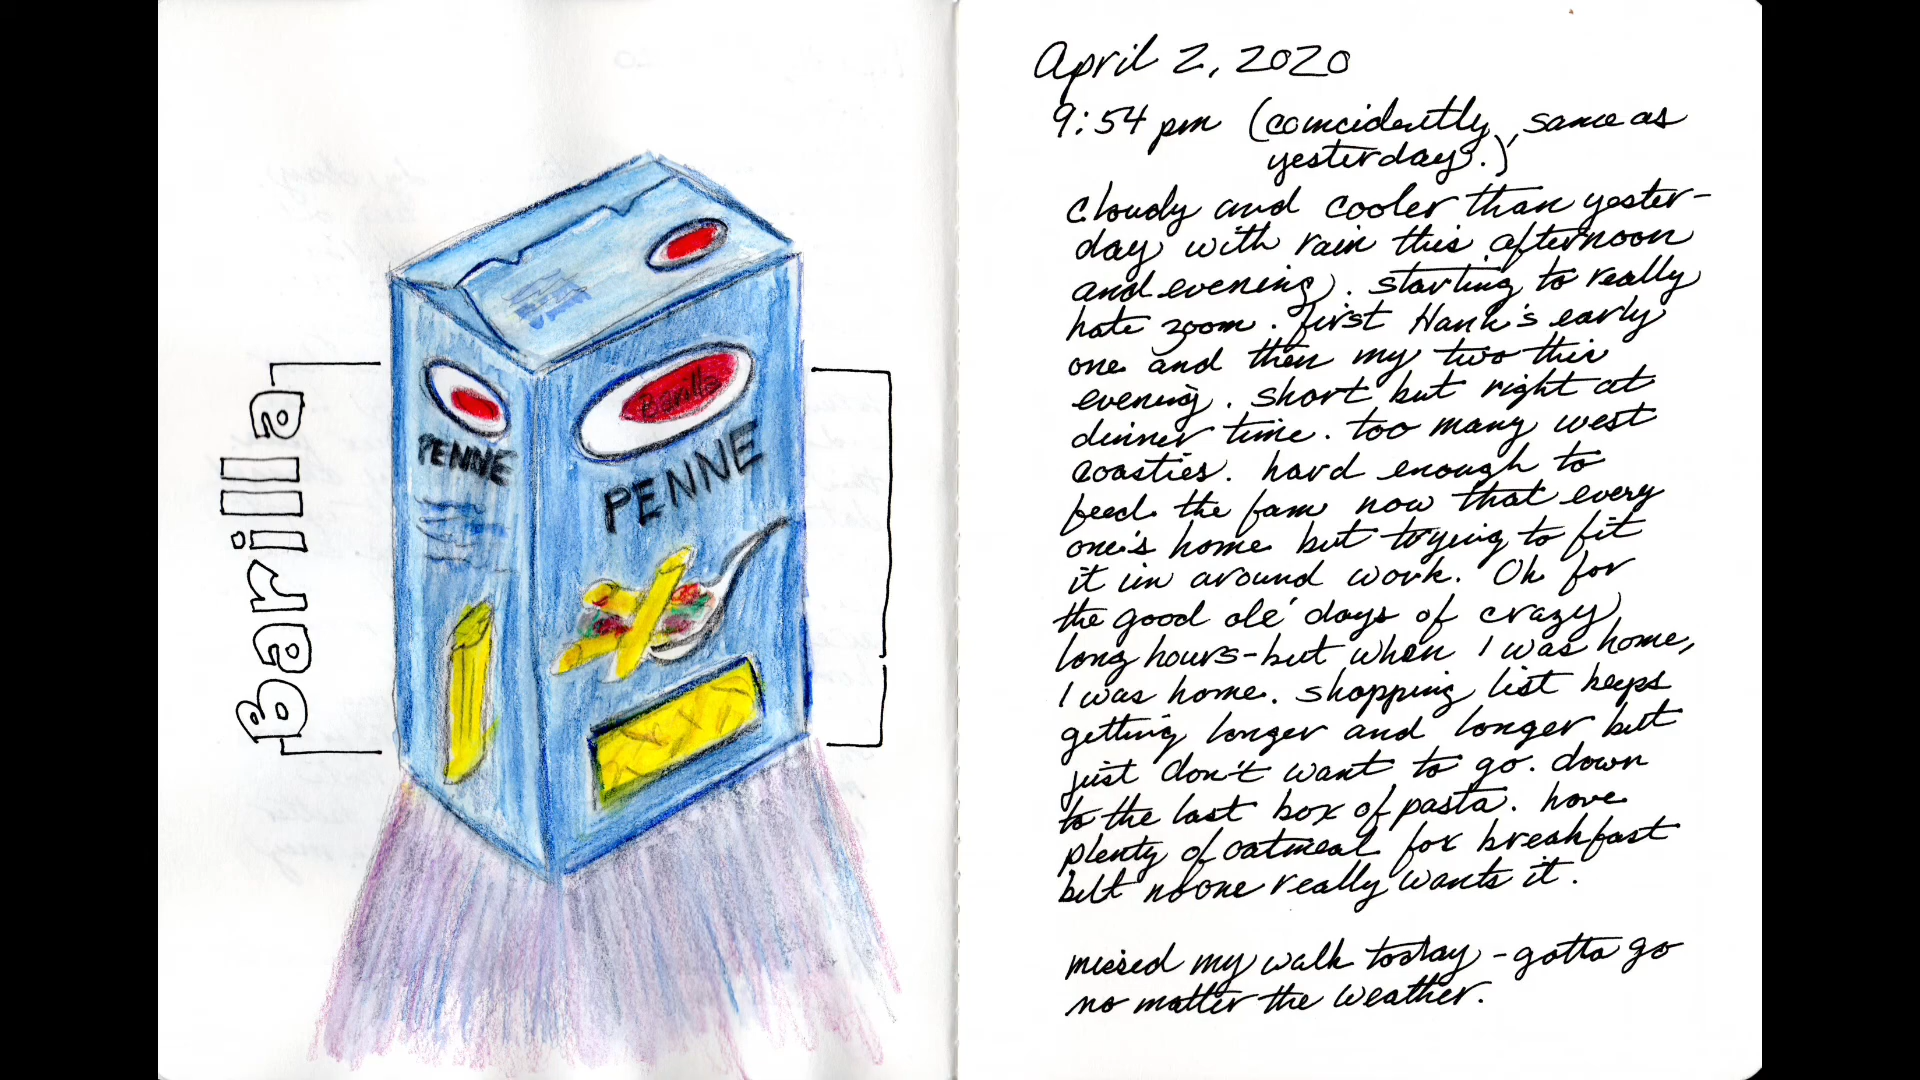 Barilla
PENNE
Barilla
PENNE
April 2, 2020
9:54 pm (coincidently, same as
yesterday.)
cloudy and cooler than yester-
day with rain this afternoon
and evening). starting to really
hate zoom. first Hank's early
one and then my two this
evening. short but right at
dinner time. too many west
coasties. hard enough to
feed the fam now that every
one's home but trying to fit
it in around work. Oh for
the good ole' days of crazy
long hours-but when I was home,
I was home. shopping list keeps
getting longer and longer but
just don't want to go. down
to the last box of pasta. have
plenty of oatmeal for breakfast
but no one really wants it.
missed my walk today - gotta go
no matter the weather.